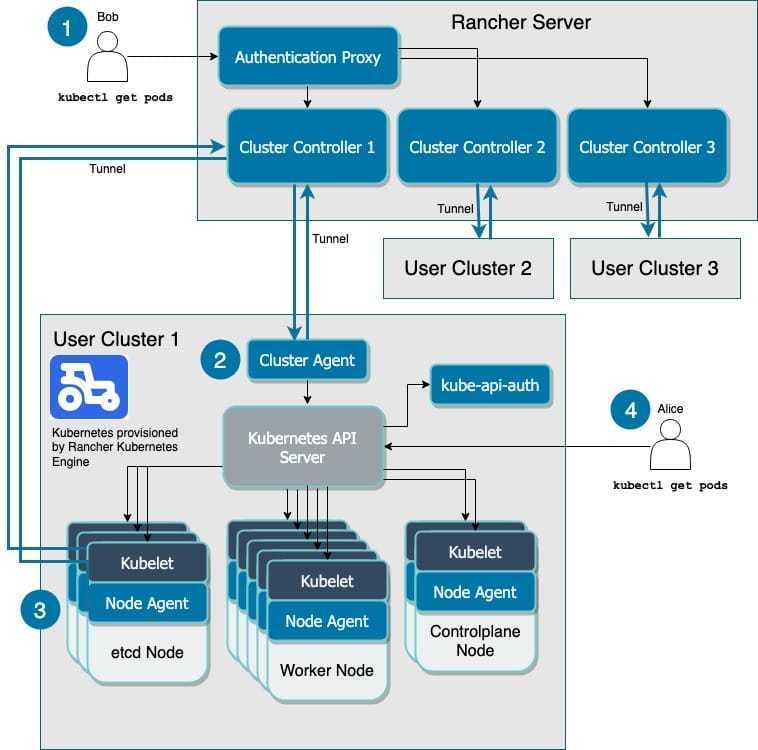 1
Bob
kubectl get pods
Rancher Server
Authentication Proxy
Cluster Controller 1
Cluster Controller 2
Cluster Controller 3
Tunnel
Tunnel
Tunnel
Tunnel
User Cluster 2
User Cluster 3
User Cluster 1
2
Cluster Agent
Kubernetes provisioned
by Rancher Kubernetes
Engine
kube-api-auth
Kubernetes API
Server
4
Alice
kubectl get pods
3
Kubelet
Node Agent
etcd Node
Kubelet
Node Agent
Worker Node
Kubelet
Node Agent
Controlplane
Node